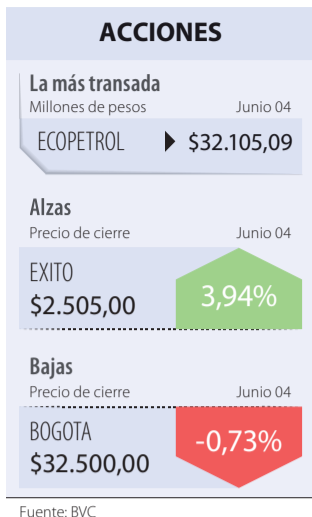 ACCIONES
La más transada
Millones de pesos Junio 04
ECOPETROL $32.105,09
Alzas
Precio de cierre Junio 04
EXITO
$2.505,00
3,94%
Bajas
Precio de cierre Junio 04
BOGOTA
$32.500,00
-0,73%
Fuente: BVC